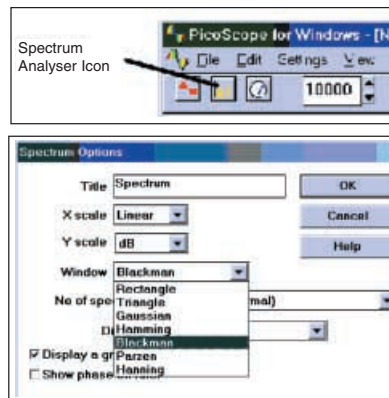 Spectrum
Analyser Icon
PicoScope for Windows - [N
File Edit Settings View
10000
Spectrum Options
Title Spectrum OK
X scale Linear Cancel
Y scale dB Help
Window Blackman
Rectangle
No of spe mal)
Triangle
Gaussian
Hamming
Blackman
Display a gr Parzen
Show phase Hanning